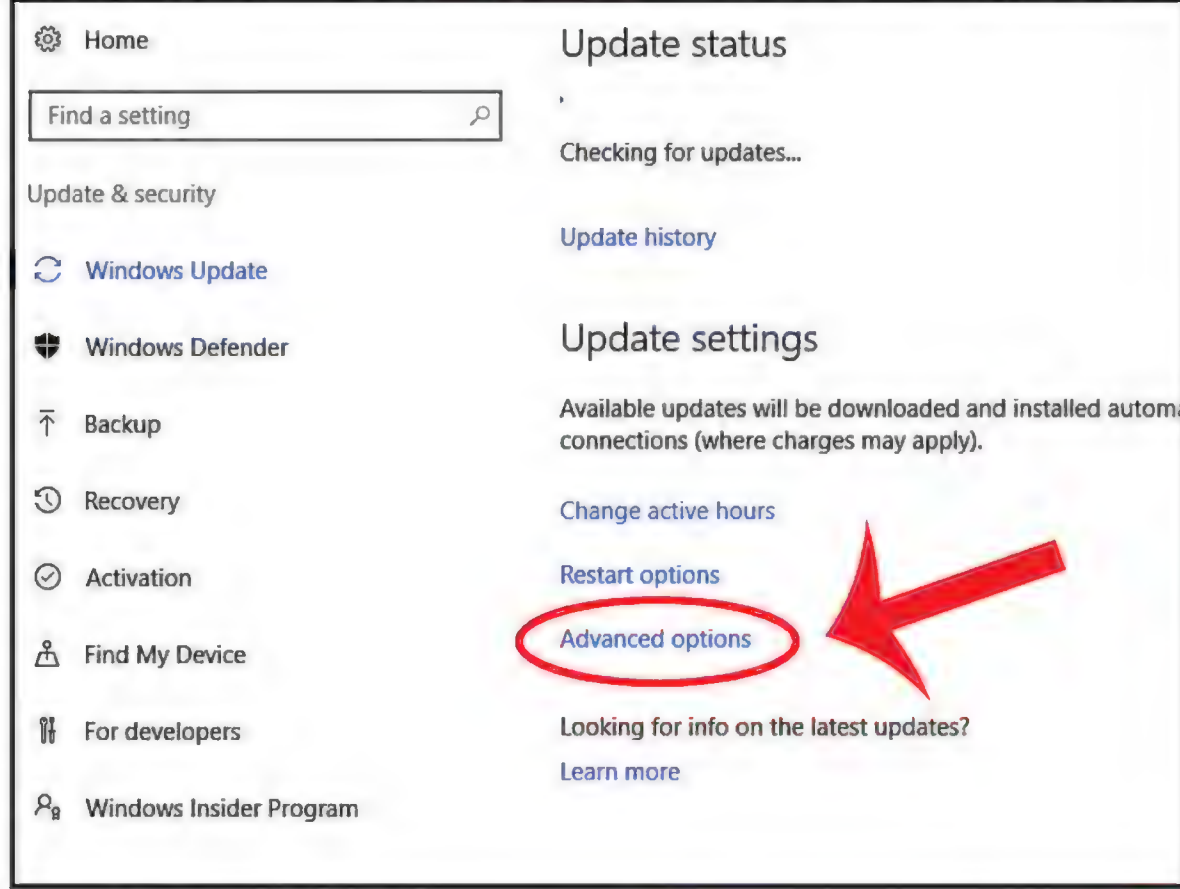 Home
Find a setting
Update & security
Windows Update
Windows Defender
Backup
Recovery
Activation
Find My Device
For developers
Windows Insider Program
Update status
Checking for updates...
Update history
Update settings
Available updates will be downloaded and installed automa
connections (where charges may apply).
Change active hours
Restart options
Advanced options
Looking for info on the latest updates?
Learn more